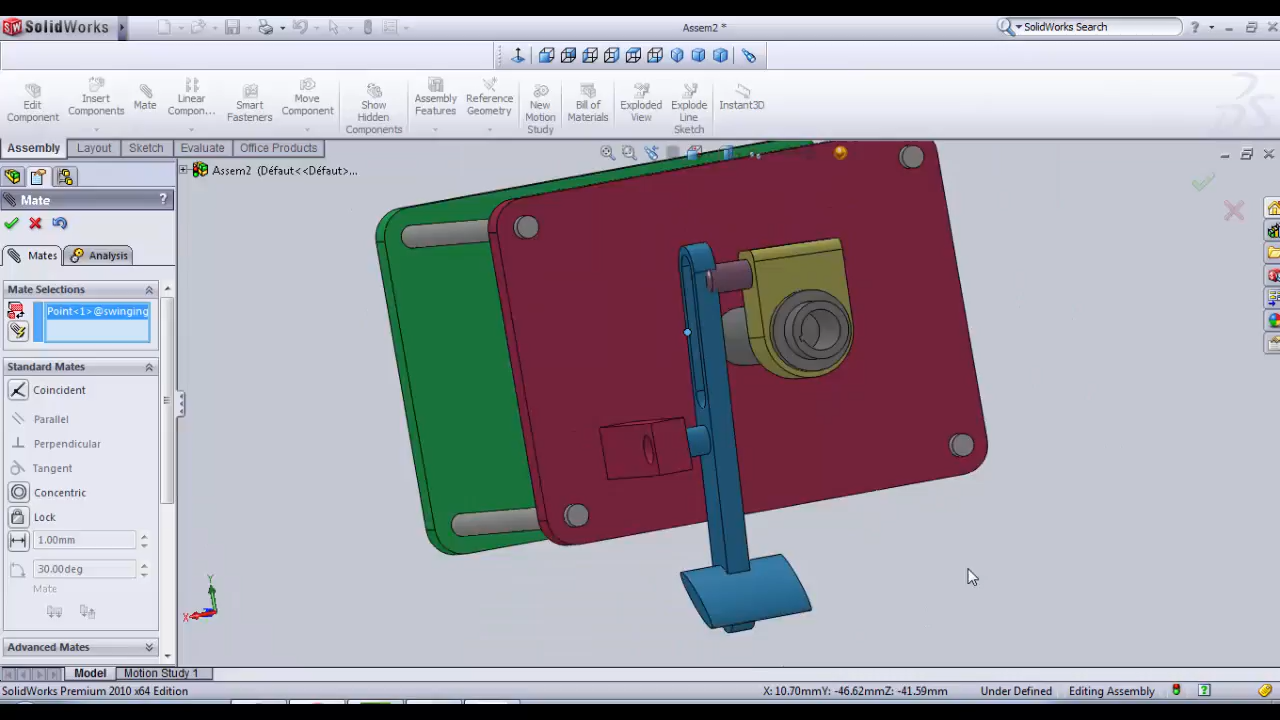 SolidWorks
Assem2 *
SolidWorks Search
?
Edit Component
Insert Components
Mate
Linear Compon...
Smart Fasteners
Move Component
Show Hidden Components
Assembly Features
Reference Geometry
New Motion Study
Bill of Materials
Exploded View
Explode Line Sketch
Instant3D
Assembly
Layout
Sketch
Evaluate
Office Products
Assem2 (Défaut<<Défaut>...
Mate
?
Mates
Analysis
Mate Selections
Point<1>@swinging
Standard Mates
Coincident
Parallel
Perpendicular
Tangent
Concentric
Lock
1.00mm
30.00deg
Mate
Advanced Mates
Y
X
Model
Motion Study 1
SolidWorks Premium 2010 x64 Edition
X: 10.70mmY: -46.62mmZ: -41.59mm
Under Defined
Editing Assembly
?